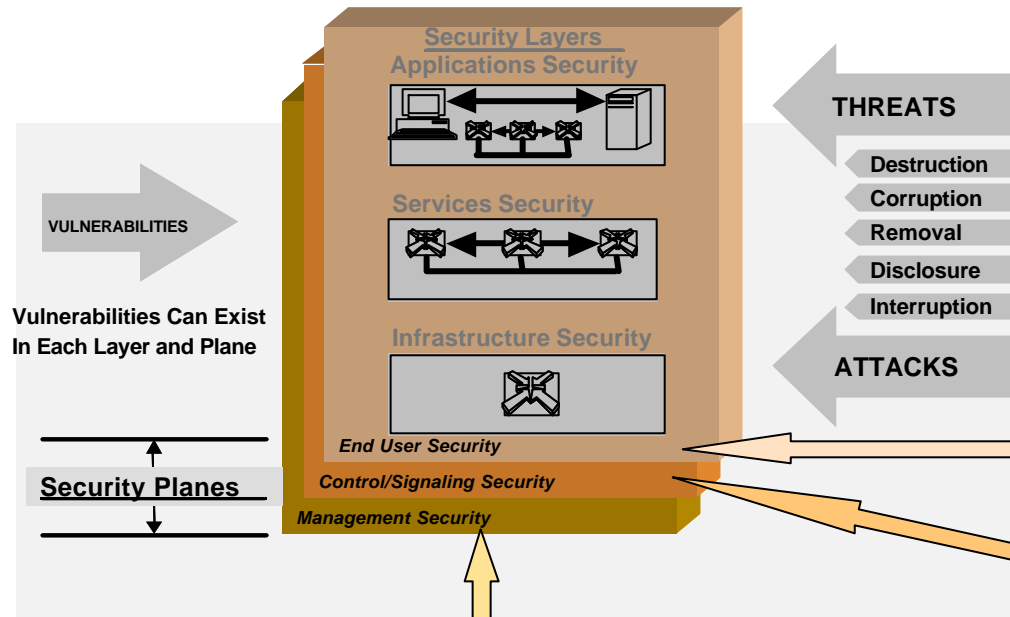 Security Layers
Applications Security
THREATS
Destruction
Corruption
Removal
Disclosure
Interruption
ATTACKS
VULNERABILITIES
Services Security
Vulnerabilities Can Exist
In Each Layer and Plane
Infrastructure Security
End User Security
Security Planes
Control/Signaling Security
Management Security